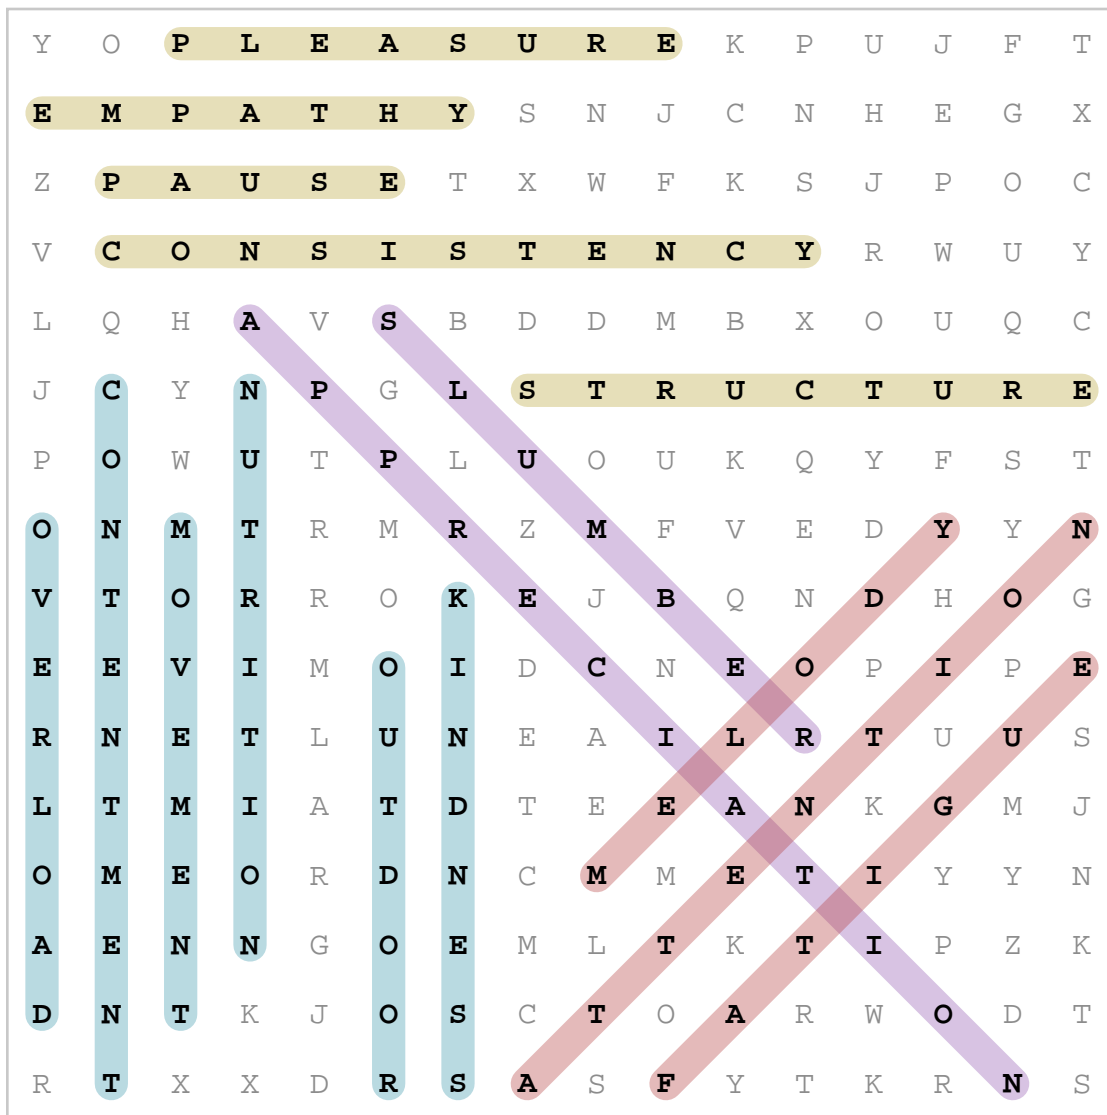 Y O P L E A S U R E K P U J F T
E M P A T H Y S N J C N H E G X
Z P A U S E T X W F K S J P O C
V C O N S I S T E N C Y R W U Y
L Q H A V S B D D M B X O U Q C
J C Y N P G L S T R U C T U R E
P O W U T P L U O U K Q Y F S T
O N M T R M R Z M F V E D Y Y N
V T O R R O K E J B Q N D H O G
E E V I M O I D C N E O P I P E
R N E T L U N E A I L R T U U S
L T M I A T D T E E A N K G M J
O M E O R D N C M M E T I Y Y N
A E N N G O E M L T K T I P Z K
D N T K J O S C T O A R W O D T
R T X X D R S A S F Y T K R N S